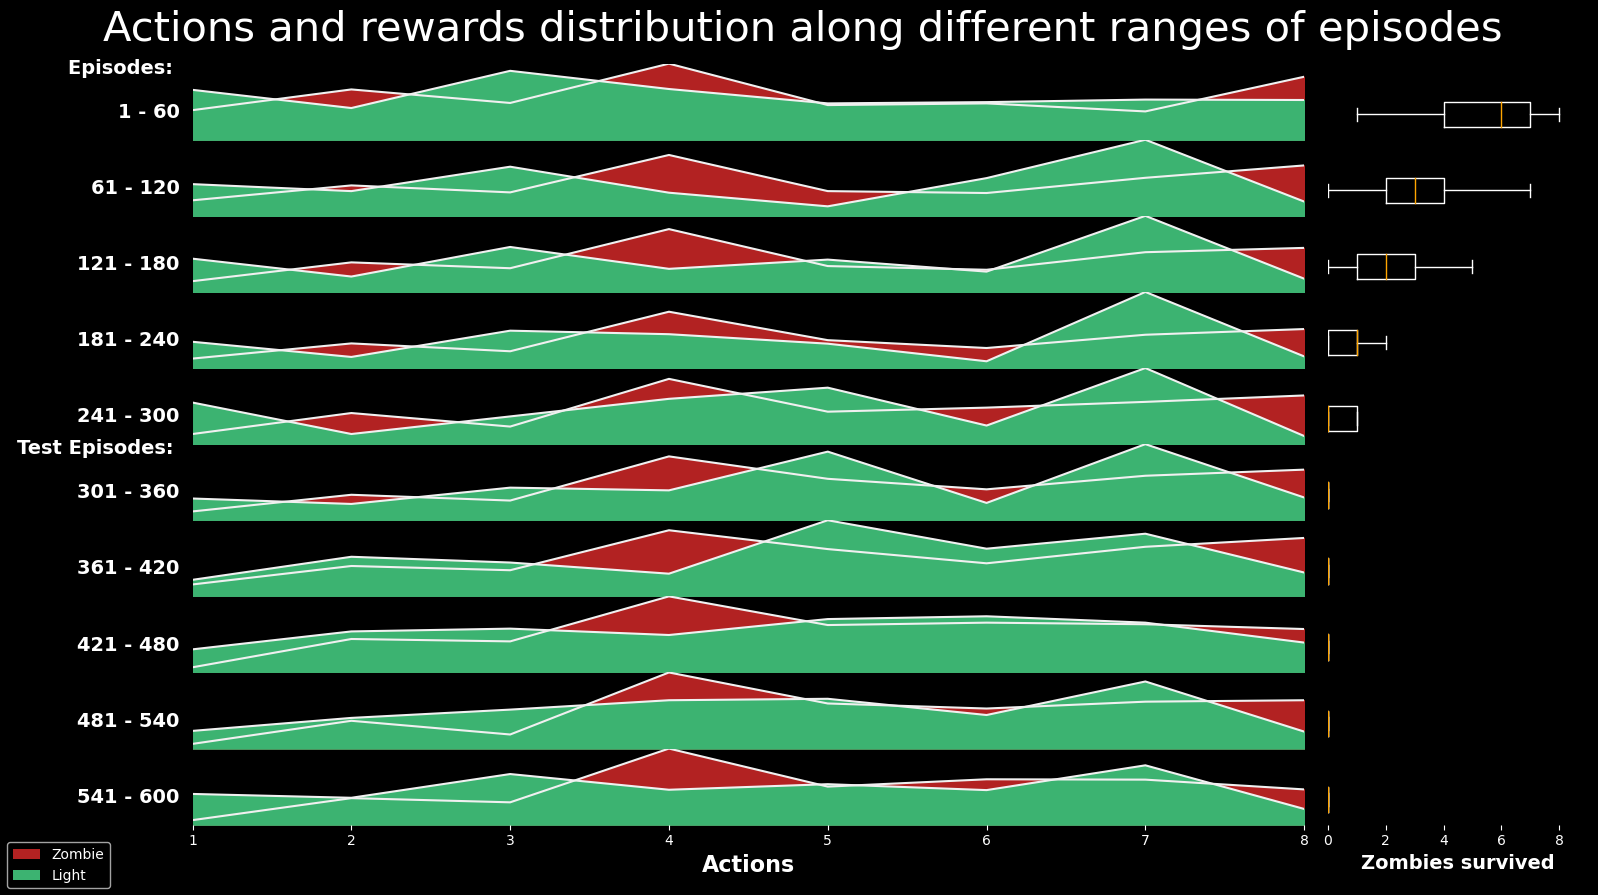 Actions and rewards distribution along different ranges of episodes
Episodes:
1 - 60
61 - 120
121 - 180
181 - 240
241 - 300
Test Episodes:
301 - 360
361 - 420
421 - 480
481 - 540
541 - 600
1 2 3 4 5 6 7 8
0 2 4 6 8
Actions
Zombies survived
Zombie
Light